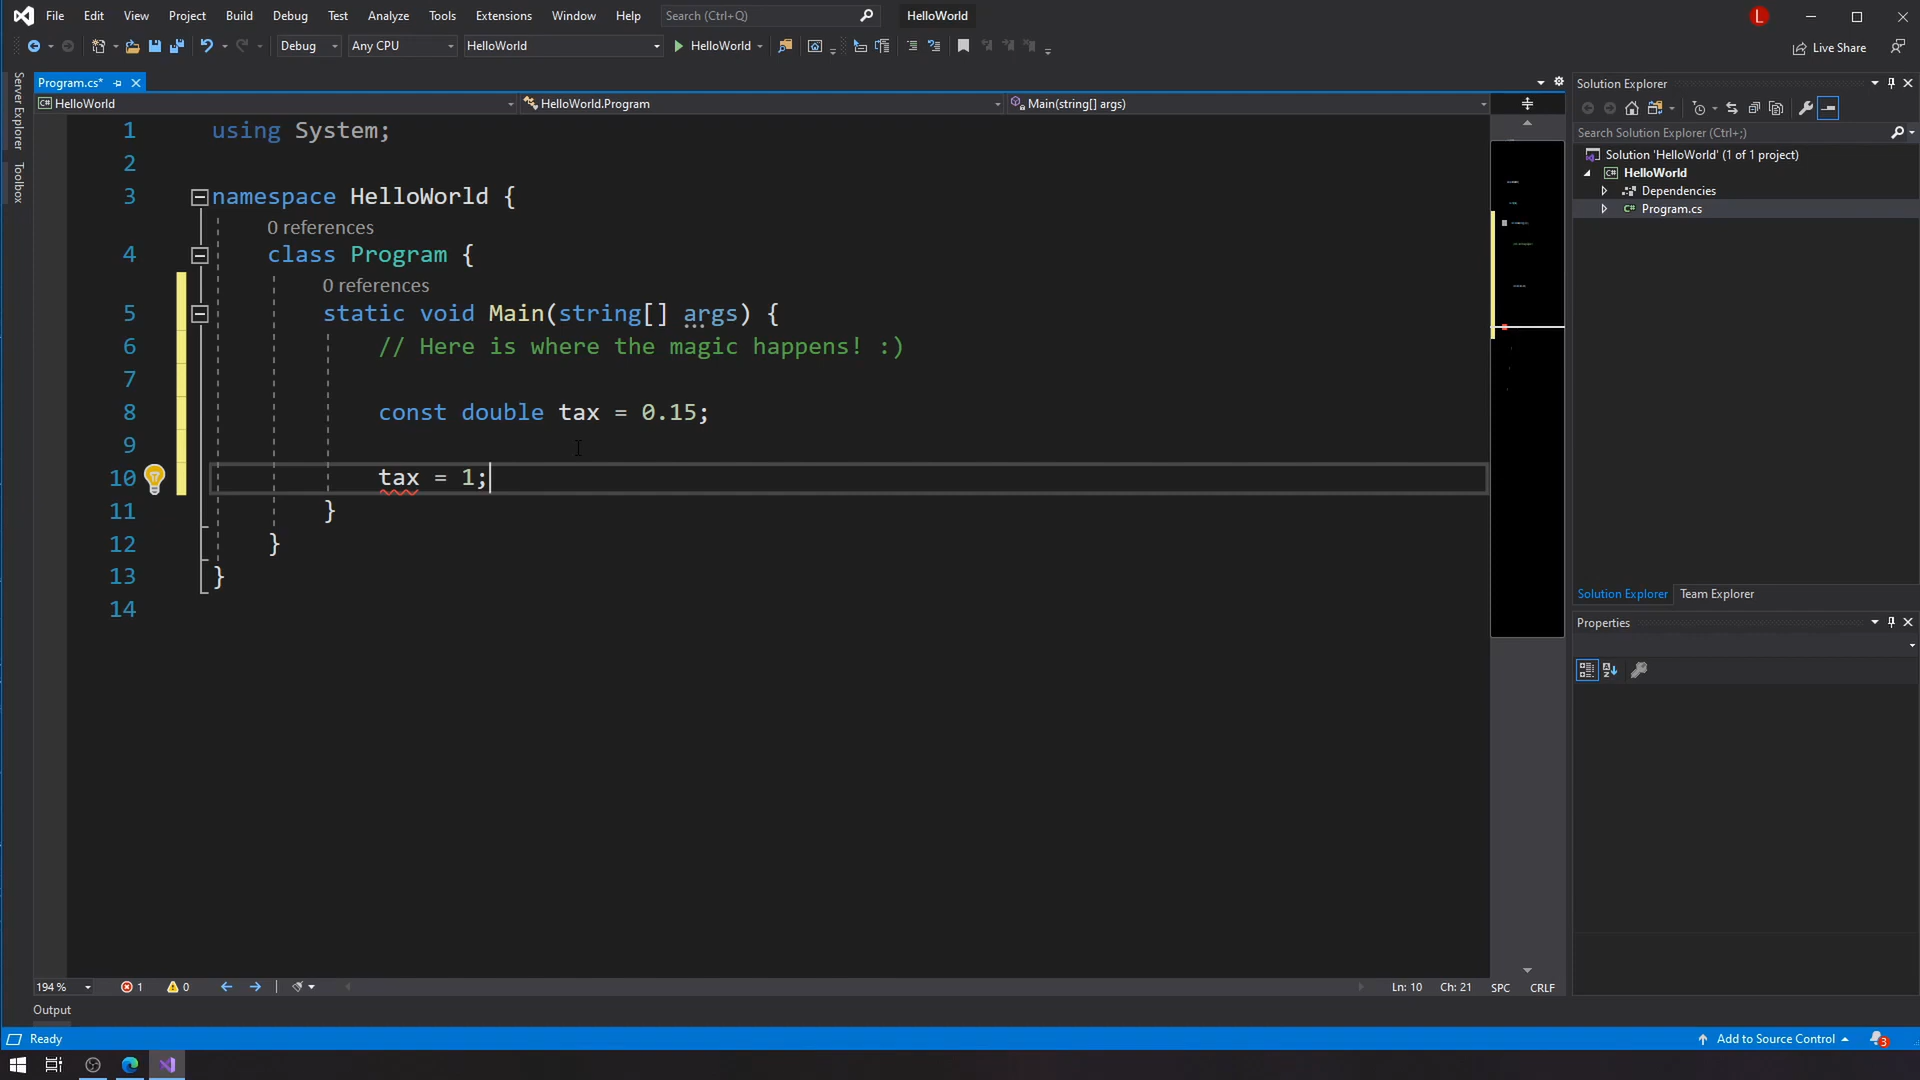 File Edit View Project Build Debug Test Analyze Tools Extensions Window Help Search (Ctrl+Q) HelloWorld L
Debug Any CPU HelloWorld HelloWorld Live Share
Server Explorer
Toolbox
Program.cs*
C# HelloWorld HelloWorld.Program Main(string[] args)
1 using System;
2
3 namespace HelloWorld {
0 references
4 class Program {
0 references
5 static void Main(string[] args) {
6 // Here is where the magic happens! :)
7
8 const double tax = 0.15;
9
10 tax = 1;
11 }
12 }
13 }
14
194 % 1 0 Ln: 10 Ch: 21 SPC CRLF
Output
Ready Add to Source Control 3
Solution Explorer
Search Solution Explorer (Ctrl+;)
Solution 'HelloWorld' (1 of 1 project)
C# HelloWorld
Dependencies
C# Program.cs
Solution Explorer Team Explorer
Properties